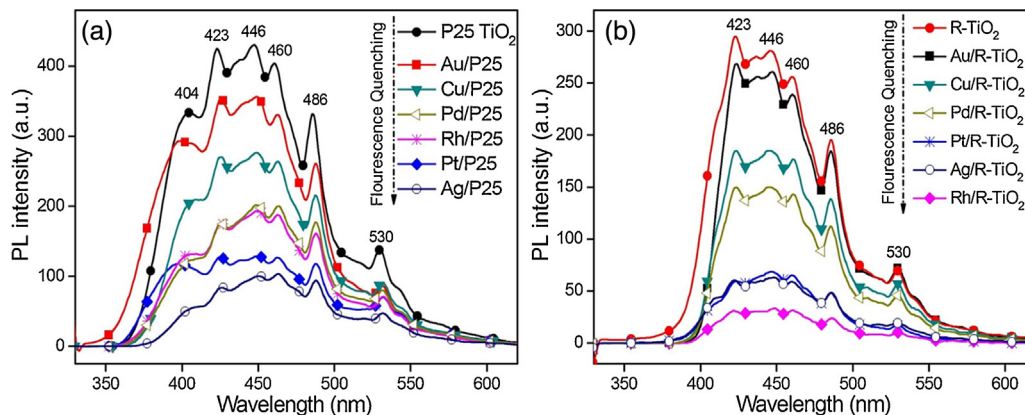 (a)
404
423
446
460
486
530
Flourescence Quenching
P25 TiO₂
Au/P25
Cu/P25
Pd/P25
Rh/P25
Pt/P25
Ag/P25
PL intensity (a.u.)
400
300
200
100
0
350 400 450 500 550 600
Wavelength (nm)
(b)
423
446
460
486
530
Flourescence Quenching
R-TiO₂
Au/R-TiO₂
Cu/R-TiO₂
Pd/R-TiO₂
Pt/R-TiO₂
Ag/R-TiO₂
Rh/R-TiO₂
PL intensity (a.u.)
300
250
200
150
100
50
0
350 400 450 500 550 600
Wavelength (nm)